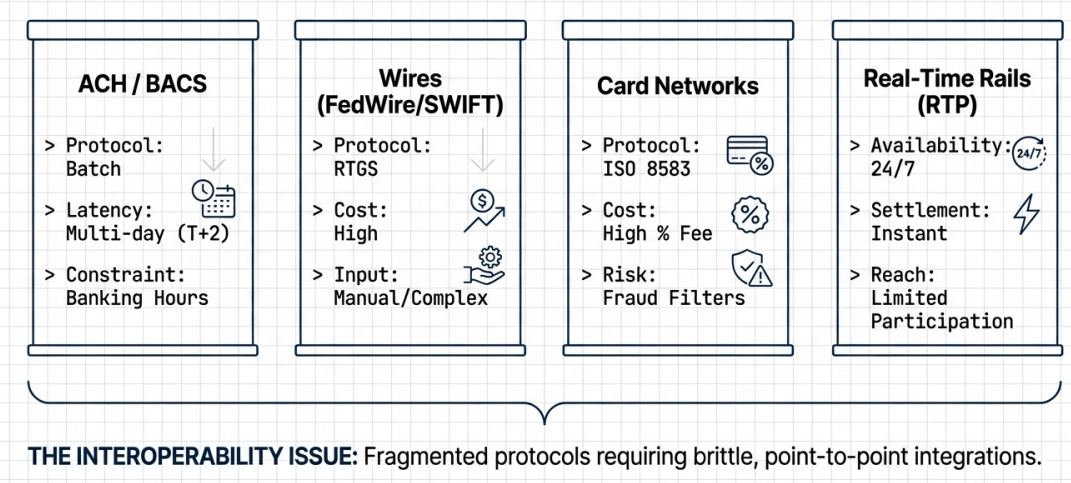 ACH / BACS
> Protocol:
Batch
> Latency:
Multi-day (T+2)
> Constraint:
Banking Hours
Wires
(FedWire/SWIFT)
> Protocol:
RTGS
> Cost:
High
$
> Input:
Manual/Complex
Card Networks
> Protocol:
ISO 8583
%
> Cost:
High % Fee
%
> Risk:
Fraud Filters
Real-Time Rails
(RTP)
> Availability:
24/7
24/7
> Settlement:
Instant
> Reach:
Limited
Participation
THE INTEROPERABILITY ISSUE: Fragmented protocols requiring brittle, point-to-point integrations.